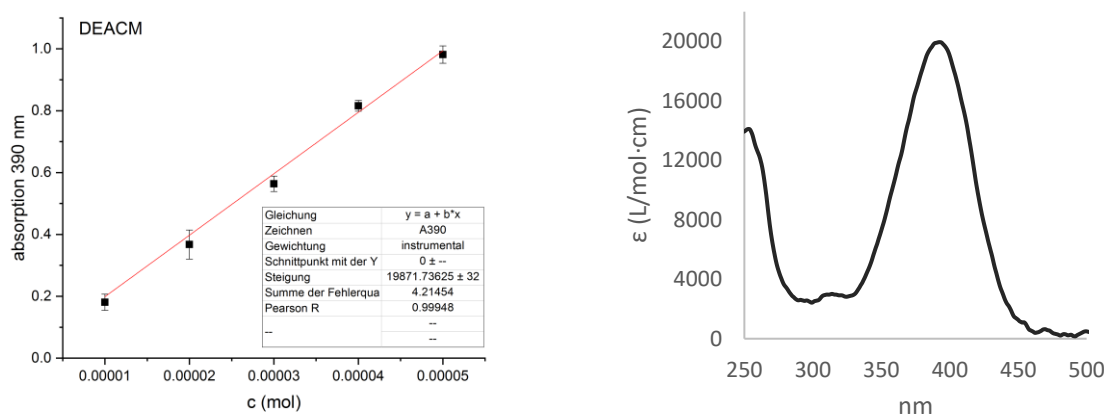 DEACM
absorption 390 nm
1.0
0.8
0.6
0.4
0.2
0.0
Gleichung y = a + b*x
Zeichnen A390
Gewichtung instrumental
Schnittpunkt mit der Y 0 ± --
Steigung 19871.73625 ± 32
Summe der Fehlerqua 4.21454
Pearson R 0.99948
--
-- --
0.00001 0.00002 0.00003 0.00004 0.00005
c (mol)
ε (L/mol·cm)
20000
16000
12000
8000
4000
0
250 300 350 400 450 500
nm